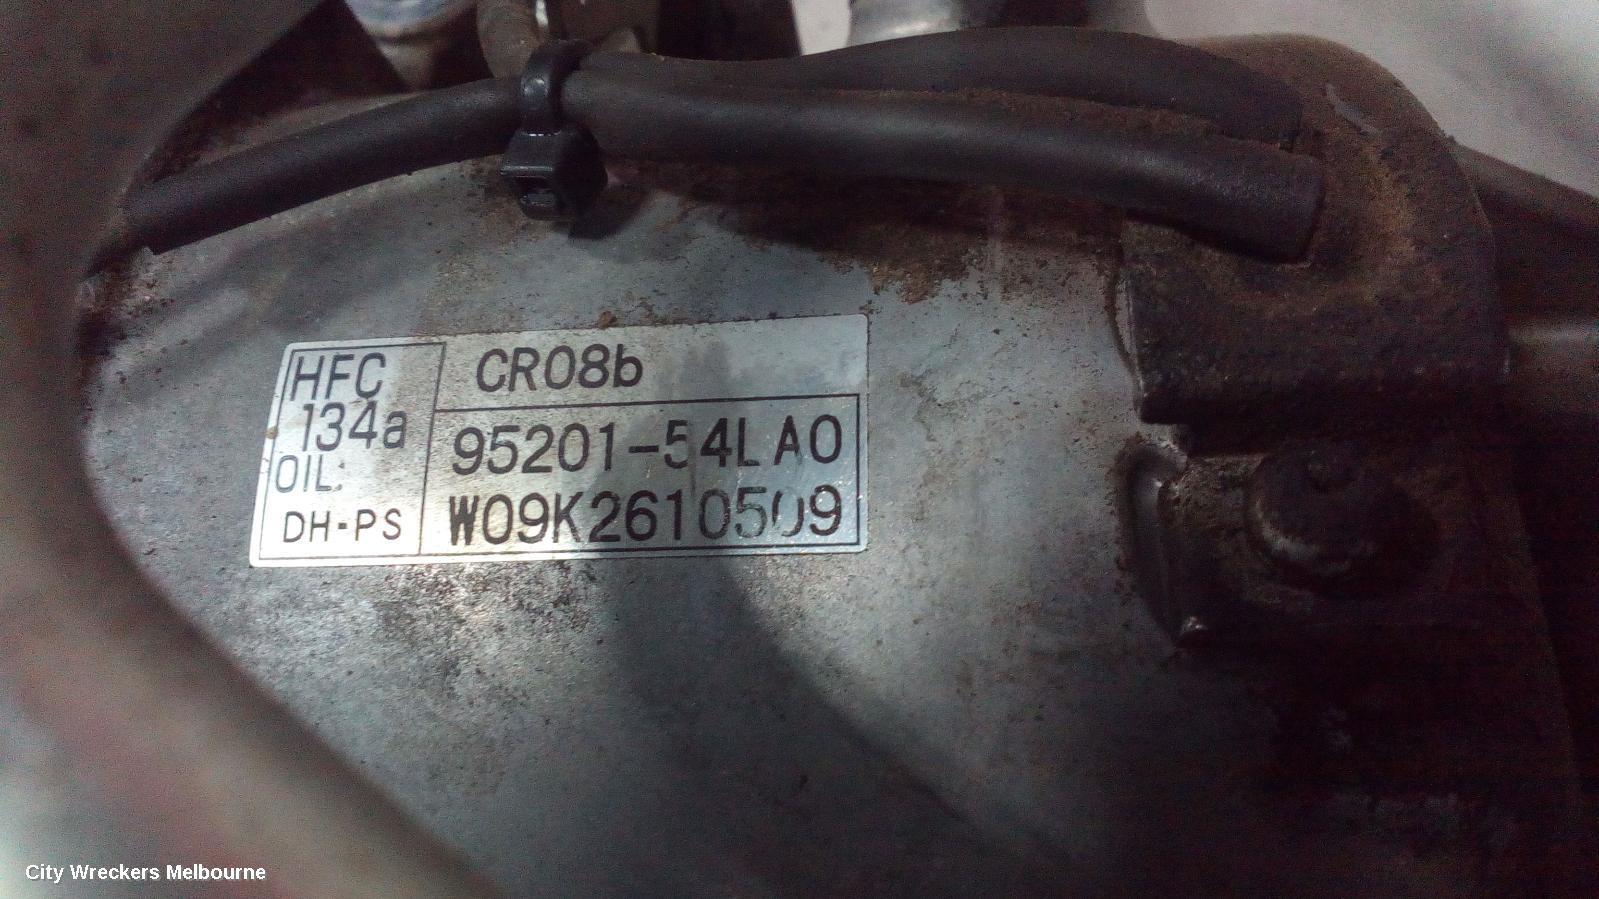 HFC
134a
OIL:
DH-PS
CR08b
95201-54LA0
W09K2610509
City Wreckers Melbourne